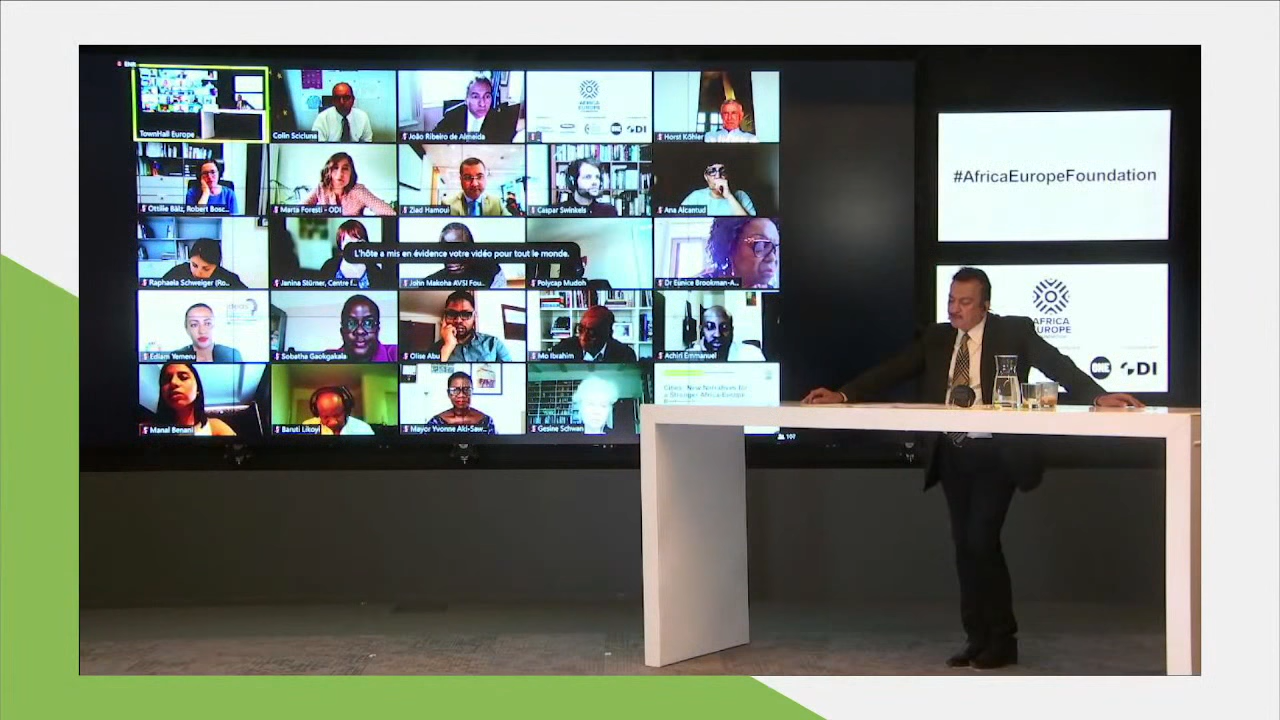 TownHall Europe
Colin Scicluna
João Ribeiro de Almeida
AFRICA
EUROPE
ODI
Horst Köhler
Ottilie Bälz, Robert Bosc...
Marta Foresti - ODI
Ziad Hamoui
Caspar Swinkels
Ana Alcantud
L'hôte a mis en évidence votre vidéo pour tout le monde.
Raphaela Schweiger (Ro...
Janina Stürner, Centre f...
John Makoha AVSI Fou...
Polycap Mudoh
Dr Eunice Brookman-A...
Edlam Yemeru
Sobatha Gaokgakala
Olise Abu
Mo Ibrahim
Achiri Emmanuel
Manal Benani
Baruti Likoyi
Mayor Yvonne Aki-Saw...
Gesine Schwan
Cities: New Narratives for
a Stronger Africa-Europe
107
#AfricaEuropeFoundation
AFRICA
EUROPE
ONE
ODI